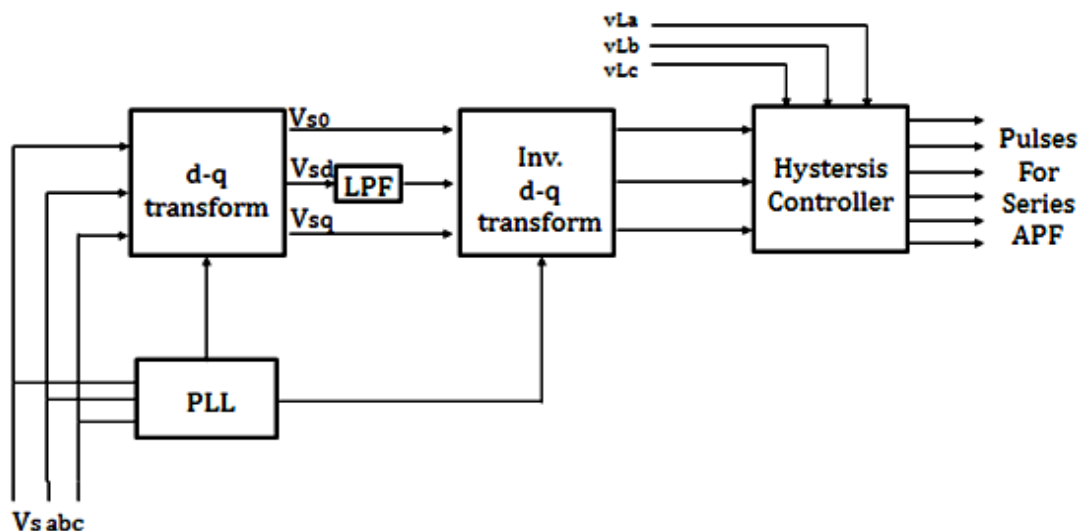 vLa
vLb
vLc
Vs0
Vsd
Vsq
d-q
transform
LPF
Inv.
d-q
transform
Hystersis
Controller
Pulses
For
Series
APF
PLL
Vs abc